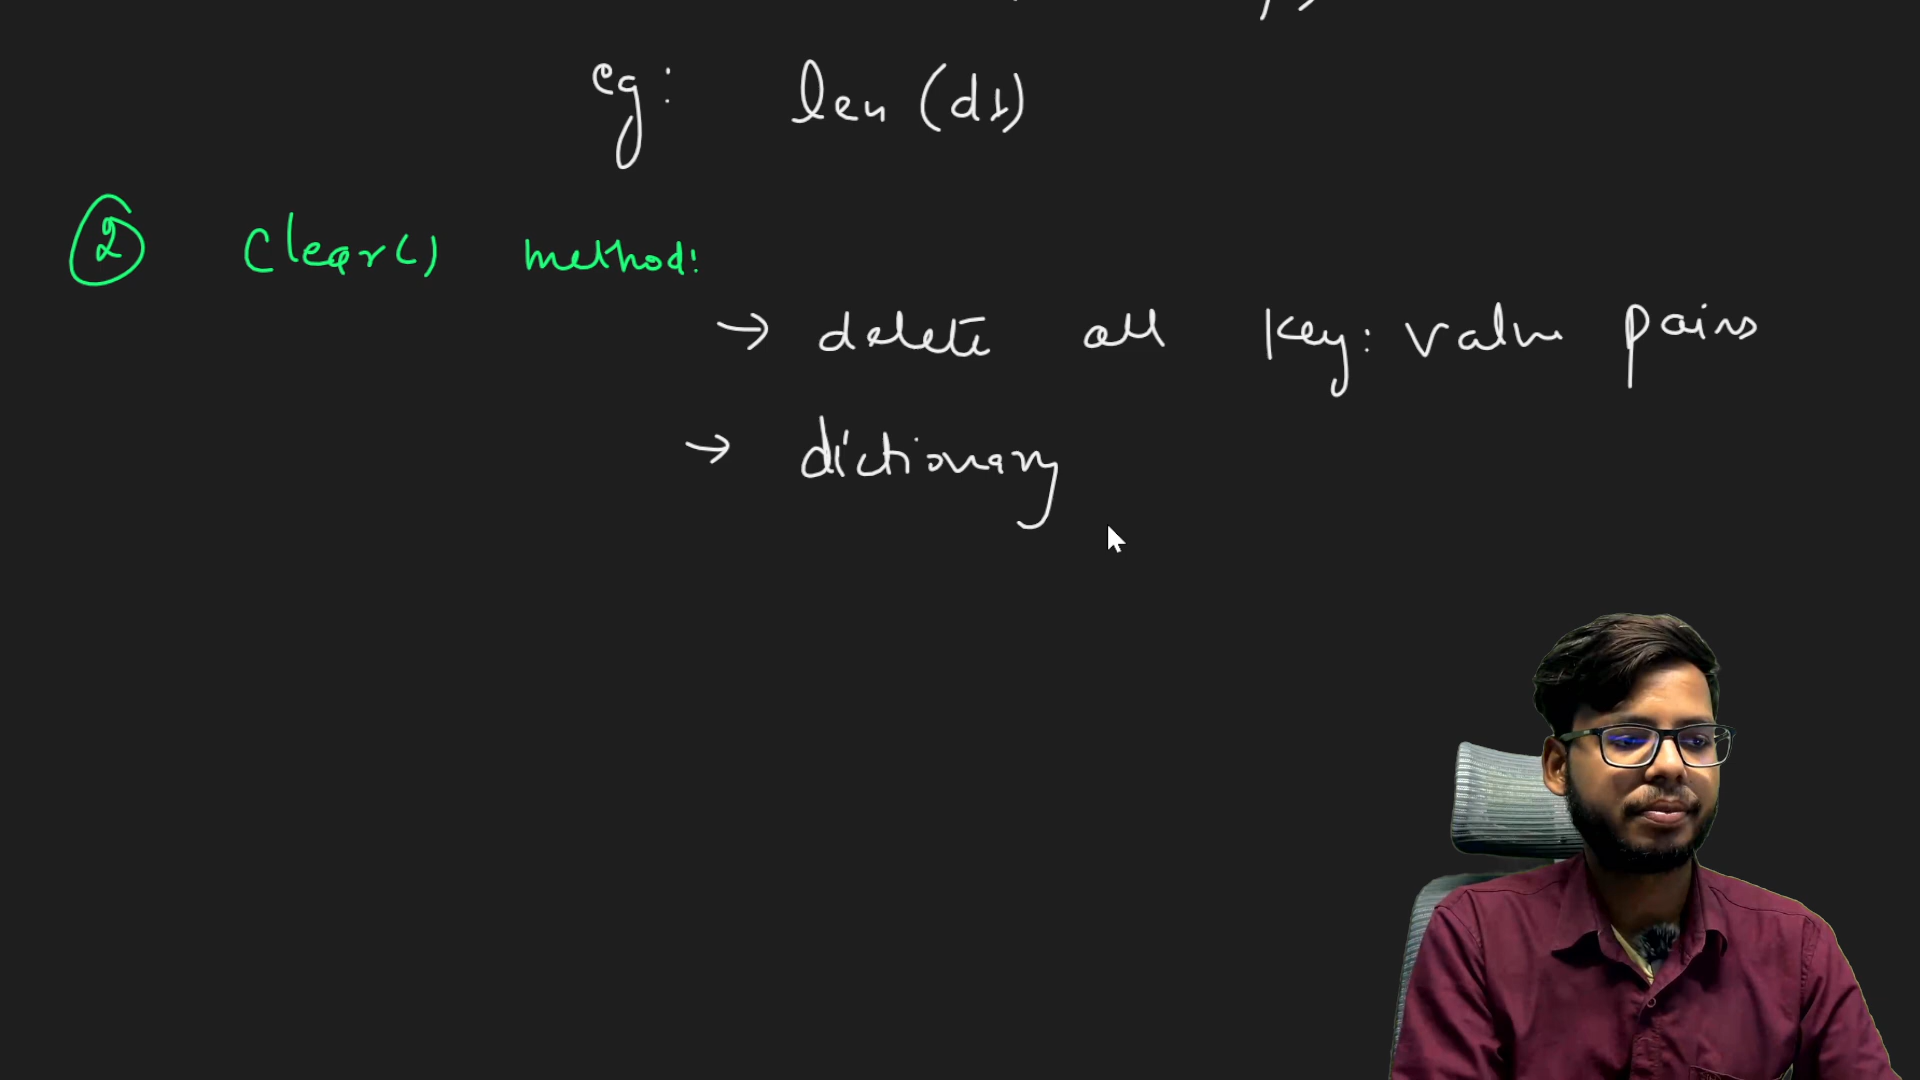 eg: len (d1)
② clear() method:
→ delete all key: value pairs
→ dictionary